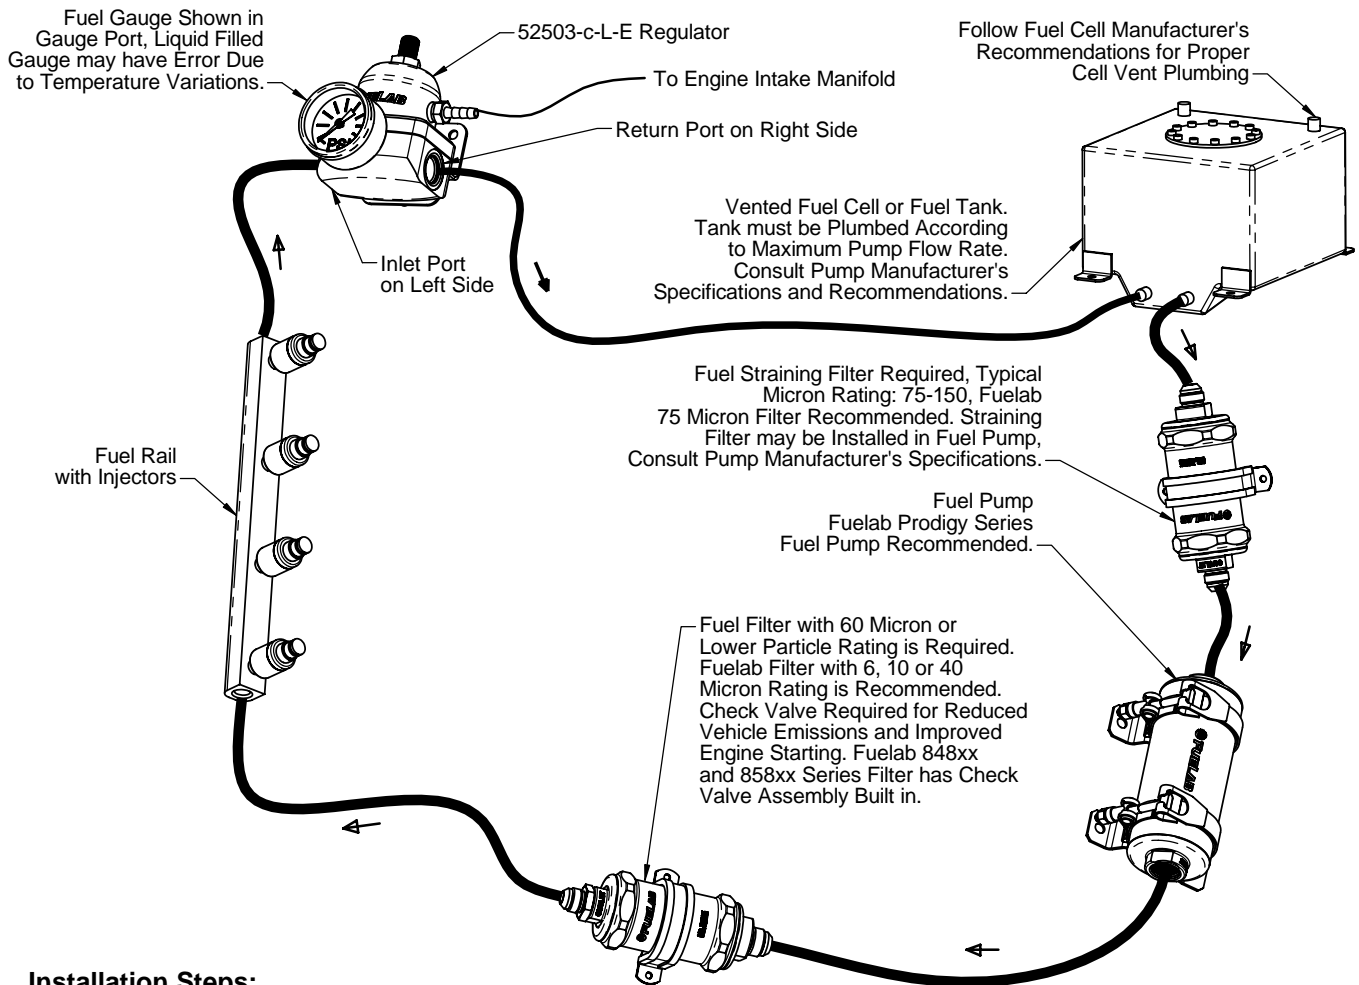 Fuel Gauge Shown in
Gauge Port, Liquid Filled
Gauge may have Error Due
to Temperature Variations.
52503-c-L-E Regulator
To Engine Intake Manifold
Return Port on Right Side
Inlet Port
on Left Side
Follow Fuel Cell Manufacturer's
Recommendations for Proper
Cell Vent Plumbing
Vented Fuel Cell or Fuel Tank.
Tank must be Plumbed According
to Maximum Pump Flow Rate.
Consult Pump Manufacturer's
Specifications and Recommendations.
Fuel Straining Filter Required, Typical
Micron Rating: 75-150, Fuelab
75 Micron Filter Recommended. Straining
Filter may be Installed in Fuel Pump,
Consult Pump Manufacturer's Specifications.
FUELAB
Fuel Rail
with Injectors
Fuel Pump
Fuelab Prodigy Series
Fuel Pump Recommended.
FUELAB
Fuel Filter with 60 Micron or
Lower Particle Rating is Required.
Fuelab Filter with 6, 10 or 40
Micron Rating is Recommended.
Check Valve Required for Reduced
Vehicle Emissions and Improved
Engine Starting. Fuelab 848xx
and 858xx Series Filter has Check
Valve Assembly Built in.
FUELAB
Installation Steps: